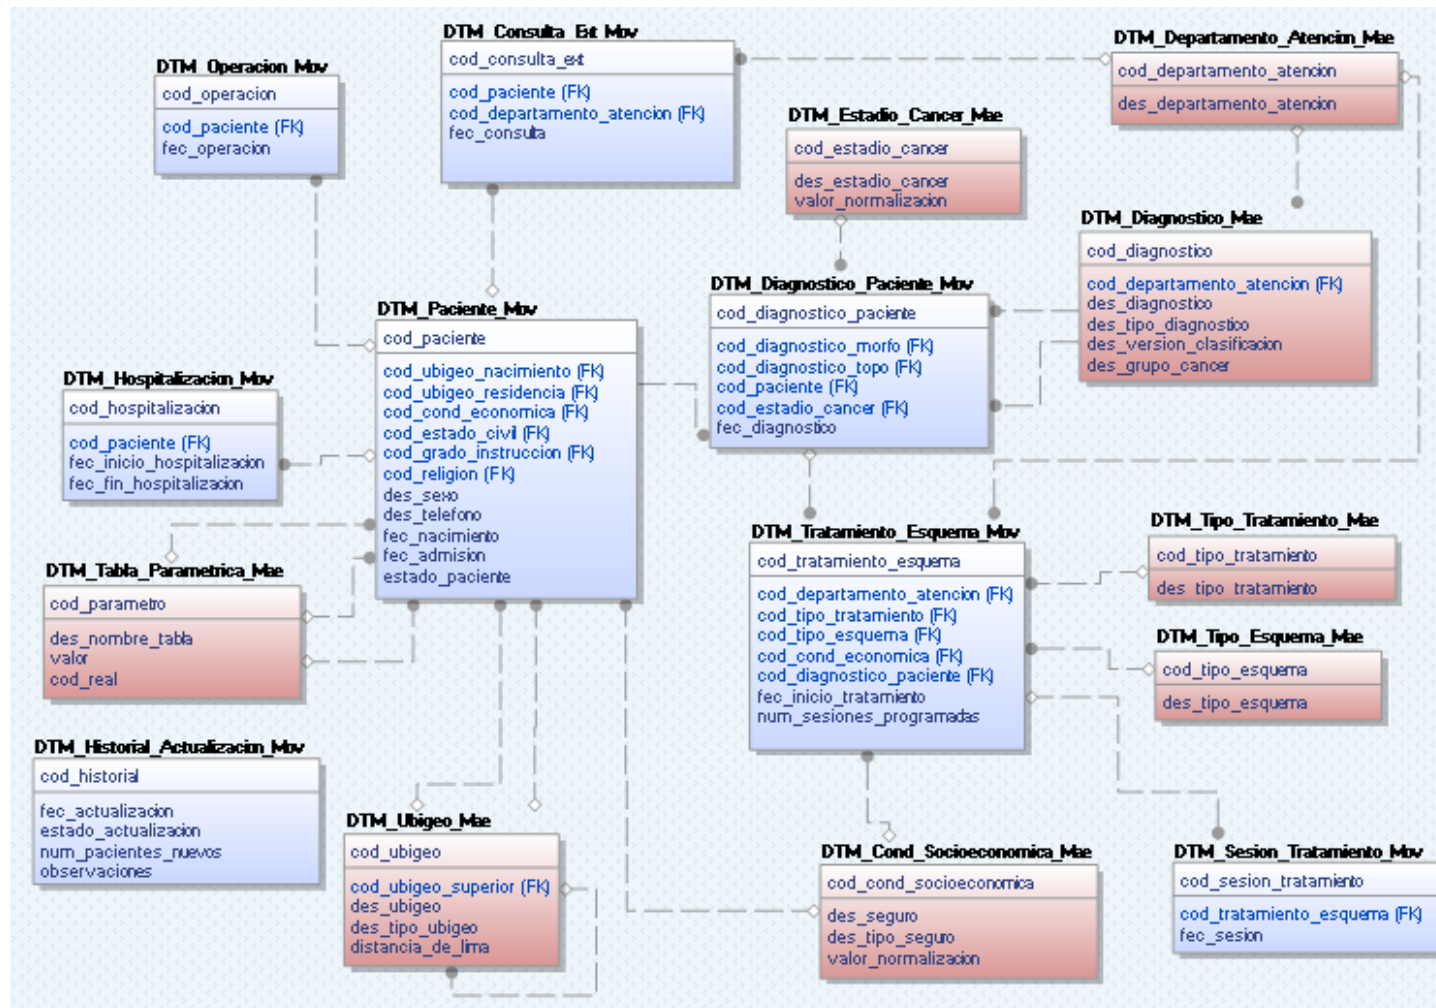 DTM_Consulta_Ext_Mov
cod_consulta_ext
cod_paciente (FK)
cod_departamento_atencion (FK)
fec_consulta
DTM_Departamento_Atencion_Mae
cod_departamento_atencion
des_departamento_atencion
DTM_Operacion_Mov
cod_operacion
cod_paciente (FK)
fec_operacion
DTM_Estadio_Cancer_Mae
cod_estadio_cancer
des_estadio_cancer
valor_normalizacion
DTM_Diagnostico_Mae
cod_diagnostico
cod_departamento_atencion (FK)
des_diagnostico
des_tipo_diagnostico
des_version_clasificacion
des_grupo_cancer
DTM_Diagnostico_Paciente_Mov
cod_diagnostico_paciente
cod_diagnostico_morfo (FK)
cod_diagnostico_topo (FK)
cod_paciente (FK)
cod_estadio_cancer (FK)
fec_diagnostico
DTM_Paciente_Mov
cod_paciente
cod_ubigeo_nacimiento (FK)
cod_ubigeo_residencia (FK)
cod_cond_economica (FK)
cod_estado_civil (FK)
cod_grado_instruccion (FK)
cod_religion (FK)
des_sexo
des_telefono
fec_nacimiento
fec_admision
estado_paciente
DTM_Hospitalizacion_Mov
cod_hospitalizacion
cod_paciente (FK)
fec_inicio_hospitalizacion
fec_fin_hospitalizacion
DTM_Tabla_Parametrica_Mae
cod_parametro
des_nombre_tabla
valor
cod_real
DTM_Tratamiento_Esquema_Mov
cod_tratamiento_esquema
cod_departamento_atencion (FK)
cod_tipo_tratamiento (FK)
cod_tipo_esquema (FK)
cod_cond_economica (FK)
cod_diagnostico_paciente (FK)
fec_inicio_tratamiento
num_sesiones_programadas
DTM_Tipo_Tratamiento_Mae
cod_tipo_tratamiento
des_tipo_tratamiento
DTM_Tipo_Esquema_Mae
cod_tipo_esquema
des_tipo_esquema
DTM_Historial_Actualizacion_Mov
cod_historial
fec_actualizacion
estado_actualizacion
num_pacientes_nuevos
observaciones
DTM_Ubigeo_Mae
cod_ubigeo
cod_ubigeo_superior (FK)
des_ubigeo
des_tipo_ubigeo
distancia_de_lima
DTM_Cond_Socioeconomica_Mae
cod_cond_socioeconomica
des_seguro
des_tipo_seguro
valor_normalizacion
DTM_Sesion_Tratamiento_Mov
cod_sesion_tratamiento
cod_tratamiento_esquema (FK)
fec_sesion